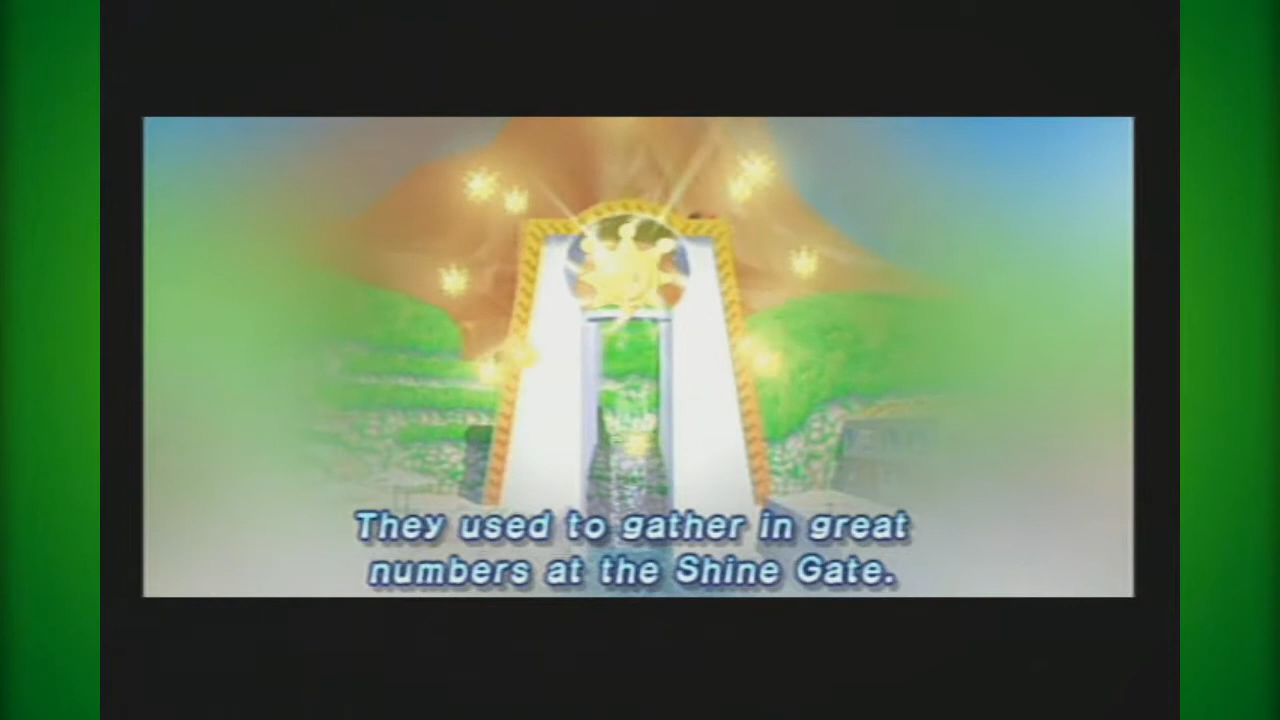 They used to gather in great
numbers at the Shine Gate.